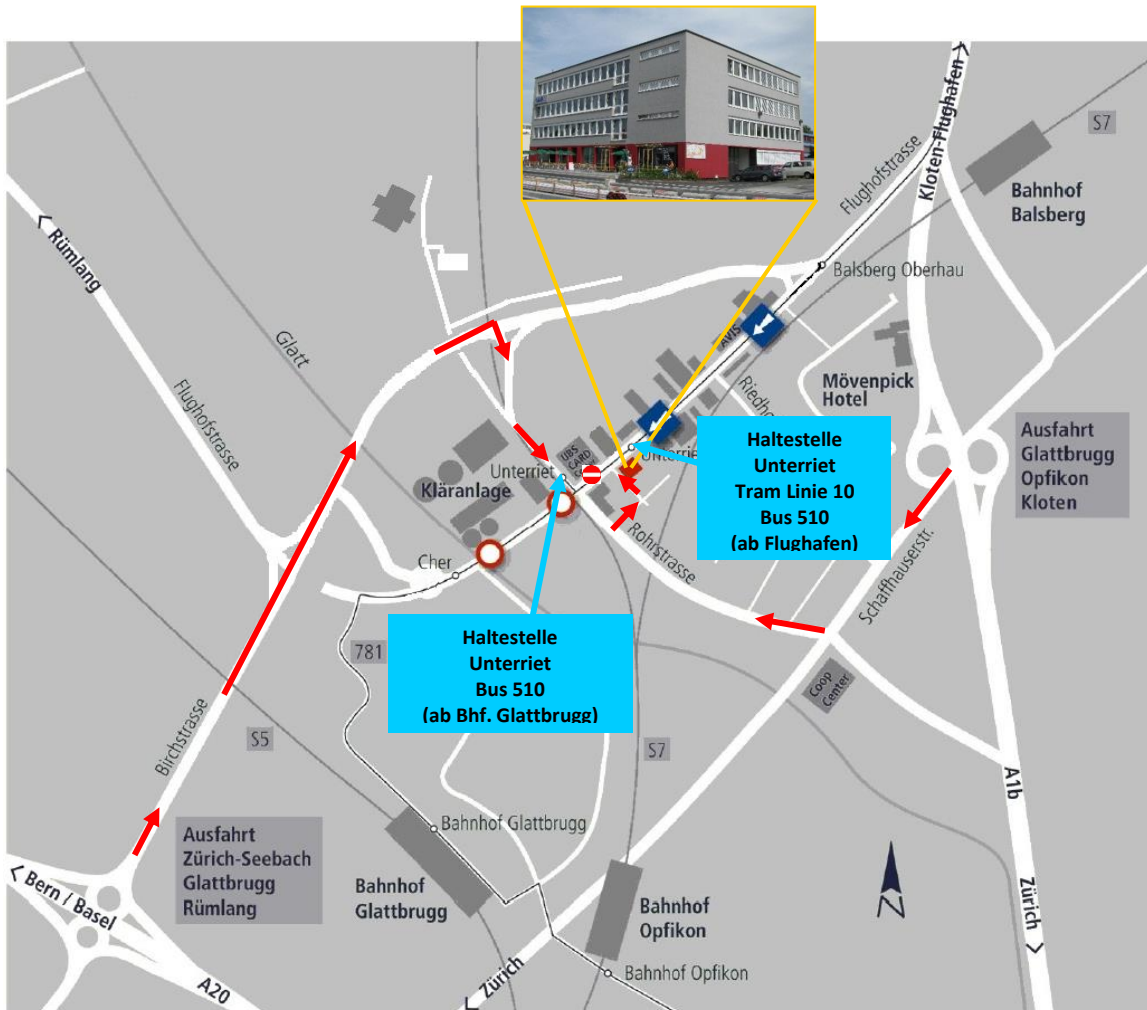 Kloten-Flughafen
S7
Flughofstrasse
Bahnhof
Balsberg
Rümlang
Balsberg Oberhau
Glatt
AVIS
Flughofstrasse
Mövenpick
Hotel
Haltestelle
Unterriet
Tram Linie 10
Bus 510
(ab Flughafen)
Ausfahrt
Glattbrugg
Opfikon
Kloten
UBS
CARD
Unterriet
Kläranlage
Rohrstrasse
Schaffhauserstr.
Cher
Haltestelle
Unterriet
Bus 510
(ab Bhf. Glattbrugg)
781
Coop
Center
Birchstrasse
S5
S7
A1b
Ausfahrt
Zürich-Seebach
Glattbrugg
Rümlang
Bahnhof Glattbrugg
Bahnhof
Glattbrugg
Bern / Basel
Bahnhof
Opfikon
Zürich
N
A20
Zürich
Bahnhof Opfikon